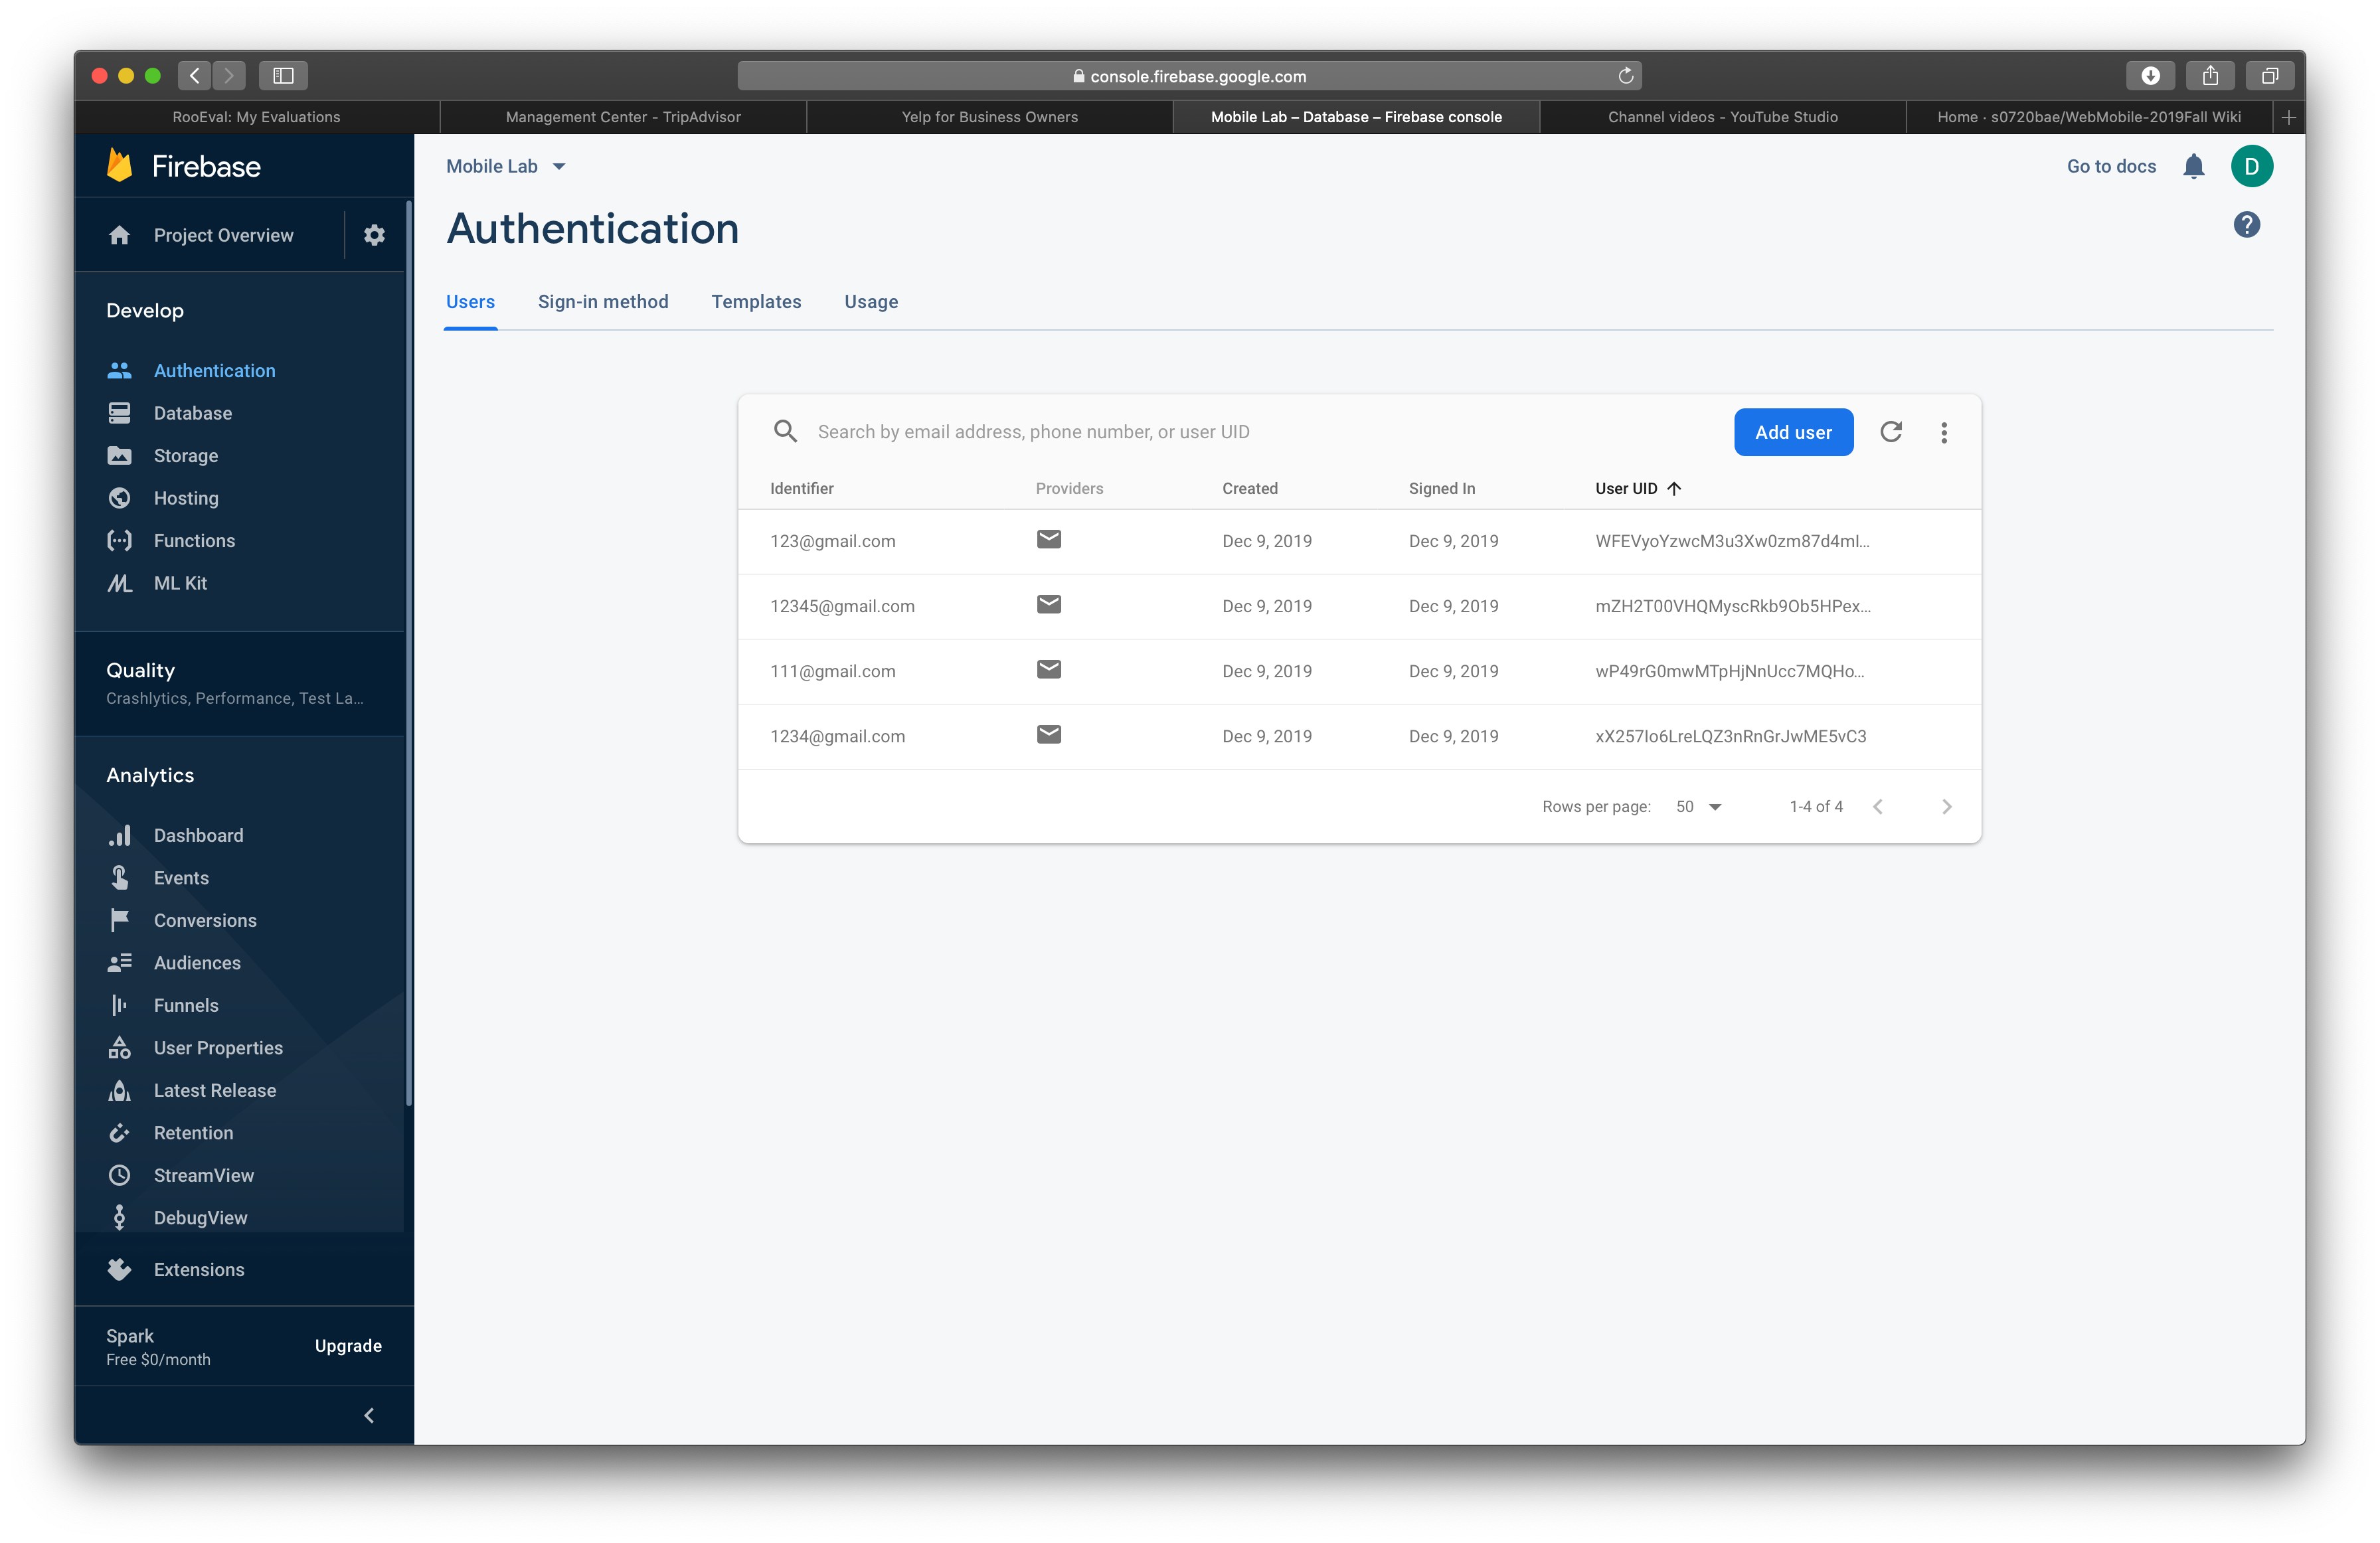 console.firebase.google.com
RooEval: My Evaluations
Management Center - TripAdvisor
Yelp for Business Owners
Mobile Lab – Database – Firebase console
Channel videos - YouTube Studio
Home · s0720bae/WebMobile-2019Fall Wiki
Firebase
Project Overview
Develop
Authentication
Database
Storage
Hosting
Functions
ML Kit
Quality
Crashlytics, Performance, Test La...
Analytics
Dashboard
Events
Conversions
Audiences
Funnels
User Properties
Latest Release
Retention
StreamView
DebugView
Extensions
Spark
Free $0/month
Upgrade
Mobile Lab
Go to docs
D
Authentication
Users Sign-in method Templates Usage
Search by email address, phone number, or user UID
Add user
Identifier Providers Created Signed In User UID
123@gmail.com Dec 9, 2019 Dec 9, 2019 WFEVyoYzwcM3u3Xw0zm87d4ml...
12345@gmail.com Dec 9, 2019 Dec 9, 2019 mZH2T00VHQMyscRkb9Ob5HPex...
111@gmail.com Dec 9, 2019 Dec 9, 2019 wP49rG0mwMTpHjNnUcc7MQHo...
1234@gmail.com Dec 9, 2019 Dec 9, 2019 xX257Io6LreLQZ3nRnGrJwME5vC3
Rows per page: 50 1-4 of 4